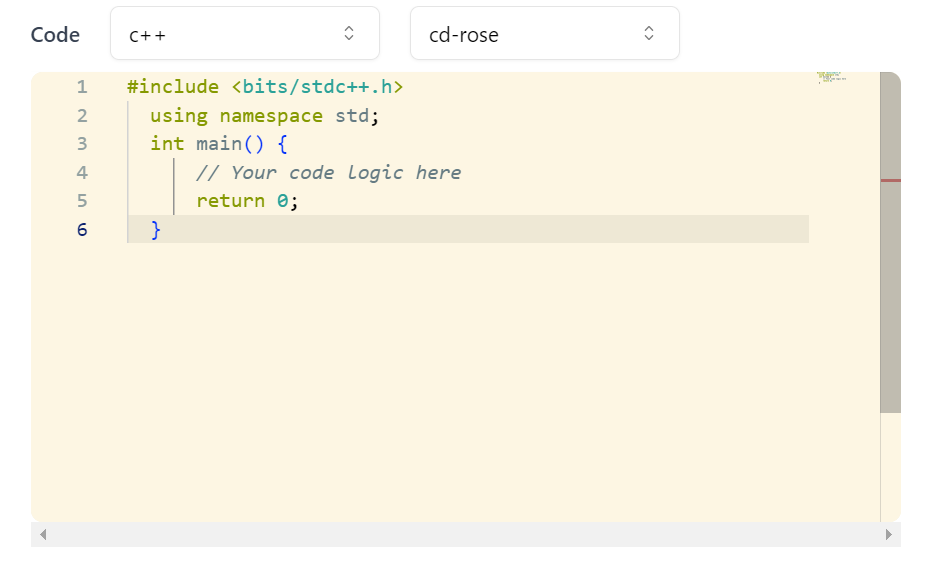 Code c++ cd-rose
1 #include <bits/stdc++.h>
2 using namespace std;
3 int main() {
4 // Your code logic here
5 return 0;
6 }